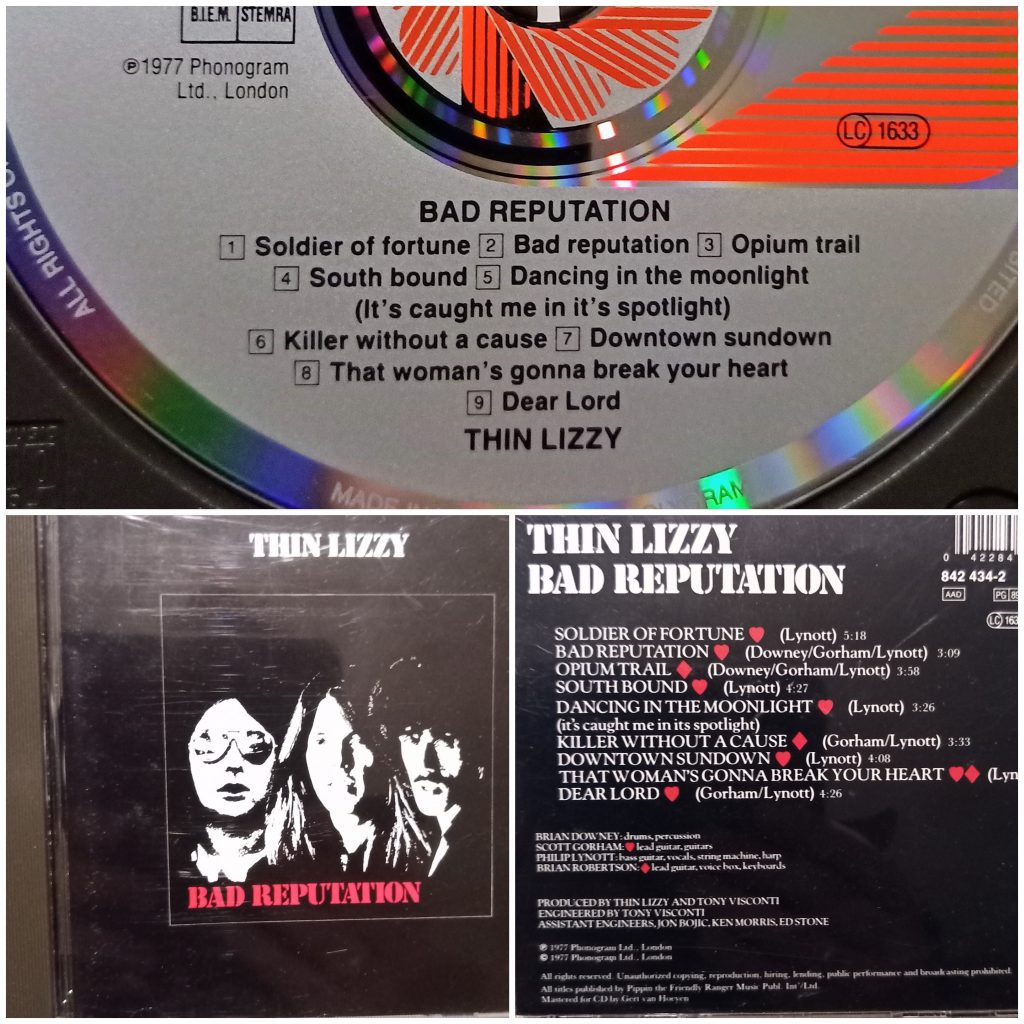 B.I.E.M. STEMRA
℗1977 Phonogram
Ltd., London
LC 1633
ALL RIGHTS
BAD REPUTATION
1 Soldier of fortune 2 Bad reputation 3 Opium trail
4 South bound 5 Dancing in the moonlight
(It's caught me in it's spotlight)
6 Killer without a cause 7 Downtown sundown
8 That woman's gonna break your heart
9 Dear Lord
THIN LIZZY
MADE
THIN LIZZY
BAD REPUTATION
THIN LIZZY
BAD REPUTATION
0 42284
842 434-2
AAD PG 89
LC 163
SOLDIER OF FORTUNE ♥ (Lynott) 5:18
BAD REPUTATION ♥ (Downey/Gorham/Lynott) 3:09
OPIUM TRAIL ♦ (Downey/Gorham/Lynott) 3:58
SOUTH BOUND ♥ (Lynott) 4:27
DANCING IN THE MOONLIGHT ♥ (Lynott) 3:26
(it's caught me in its spotlight)
KILLER WITHOUT A CAUSE ♦ (Gorham/Lynott) 3:33
DOWNTOWN SUNDOWN ♥ (Lynott) 4:08
THAT WOMAN'S GONNA BREAK YOUR HEART ♥♦ (Lyn
DEAR LORD ♥ (Gorham/Lynott) 4:26
BRIAN DOWNEY: drums, percussion
SCOTT GORHAM: ♥ lead guitar, guitars
PHILIP LYNOTT: bass guitar, vocals, string machine, harp
BRIAN ROBERTSON: ♦ lead guitar, voice box, keyboards
PRODUCED BY THIN LIZZY AND TONY VISCONTI
ENGINEERED BY TONY VISCONTI
ASSISTANT ENGINEERS, JON BOJIC, KEN MORRIS, ED STONE
℗ 1977 Phonogram Ltd., London
© 1977 Phonogram Ltd., London
All rights reserved. Unauthorized copying, reproduction, hiring, lending, public performance and broadcasting prohibited.
All titles published by Pippin the Friendly Ranger Music Publ. Int'/Ltd.
Mastered for CD by Gert van Hoeyen